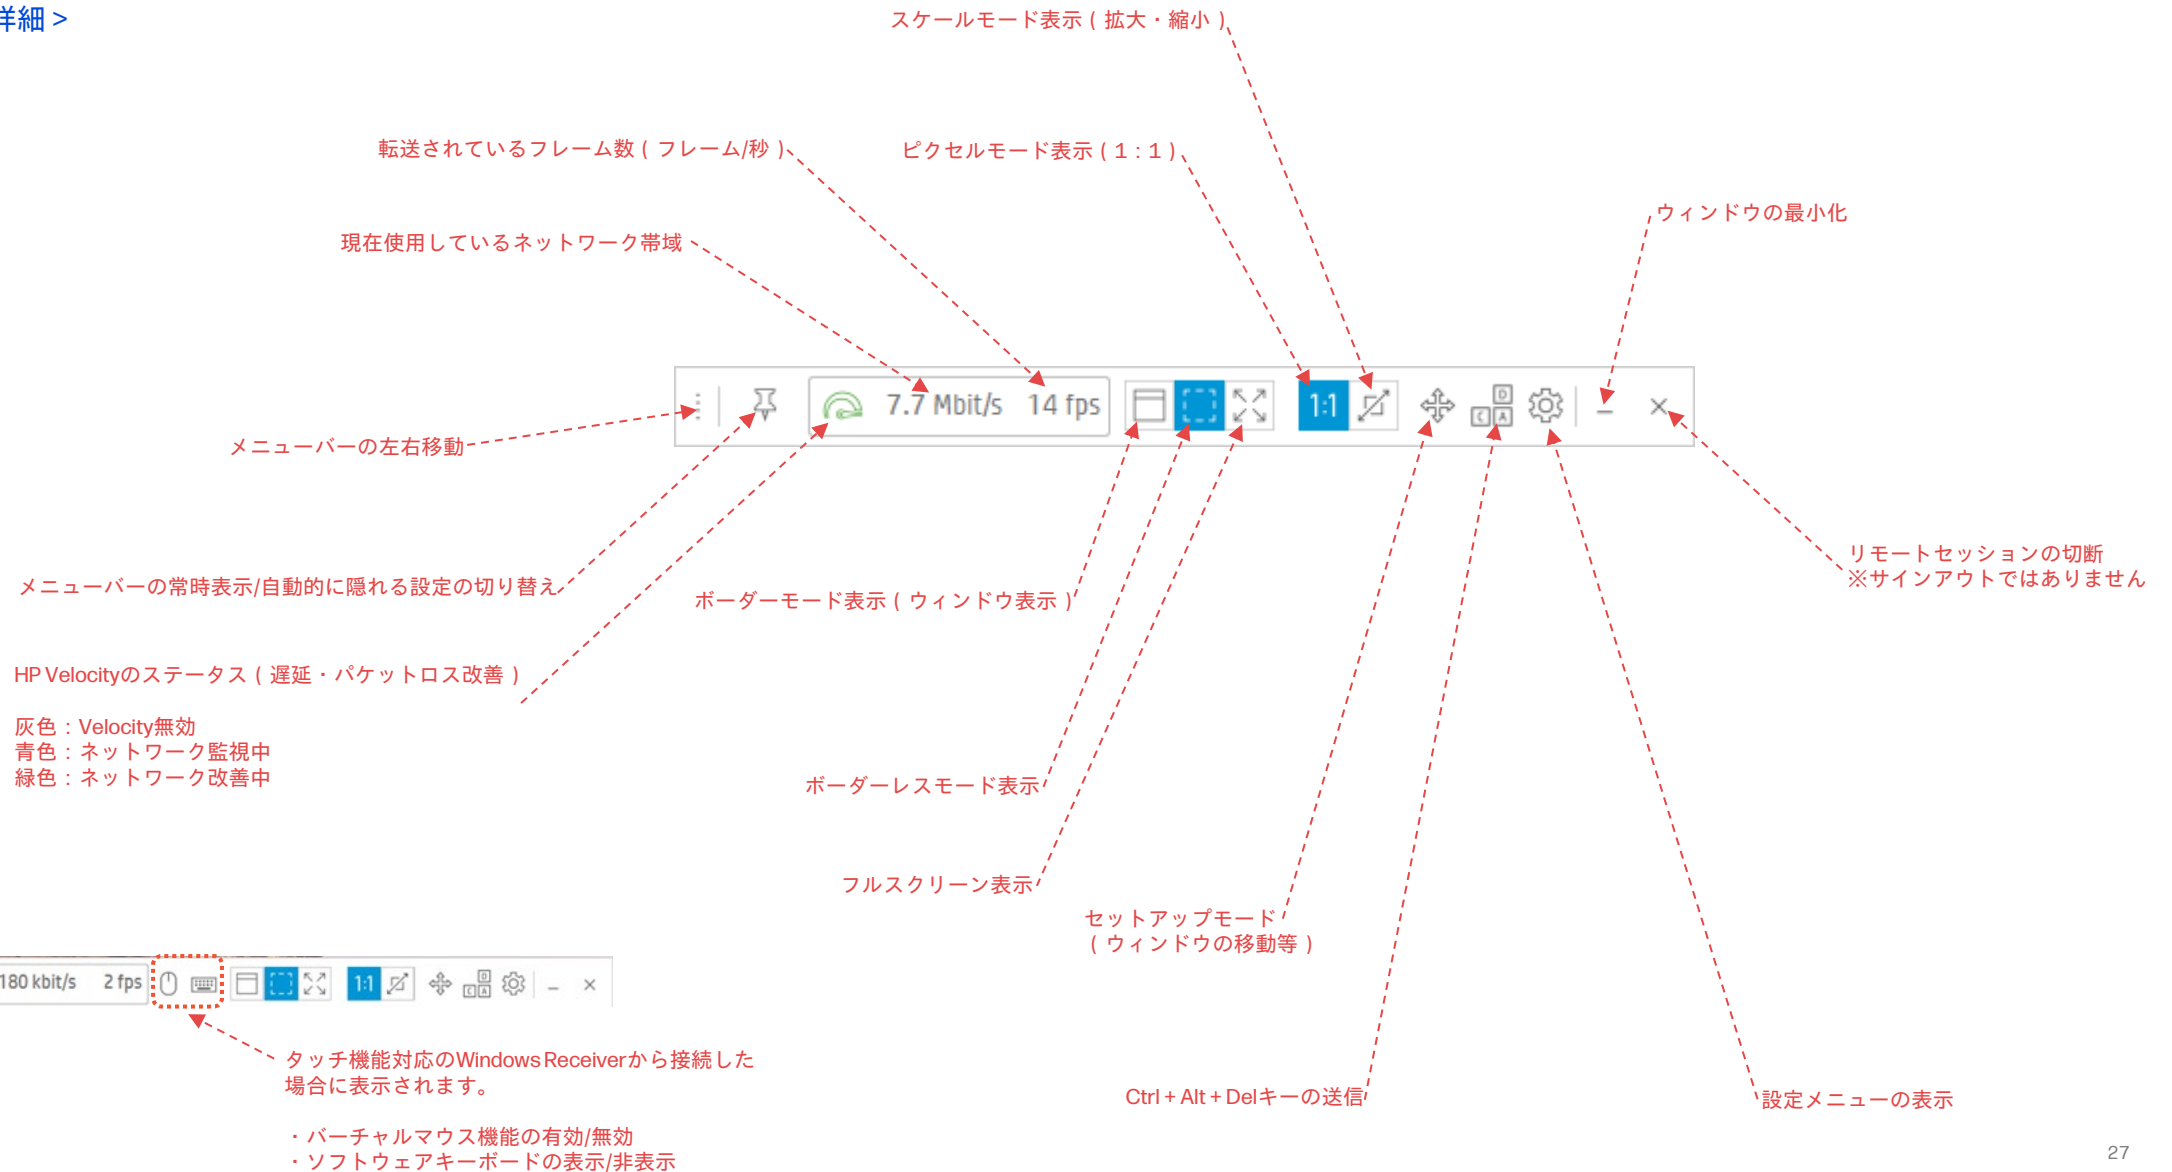 詳細 >
スケールモード表示 ( 拡大・縮小 )
転送されているフレーム数 ( フレーム/秒 )
ピクセルモード表示 ( 1 : 1 )
ウィンドウの最小化
現在使用しているネットワーク帯域
7.7 Mbit/s 14 fps 1:1 D C A
メニューバーの左右移動
リモートセッションの切断
※サインアウトではありません
メニューバーの常時表示/自動的に隠れる設定の切り替え
ボーダーモード表示 ( ウィンドウ表示 )
HP Velocityのステータス ( 遅延・パケットロス改善 )
灰色：Velocity無効
青色：ネットワーク監視中
緑色：ネットワーク改善中
ボーダーレスモード表示
フルスクリーン表示
セットアップモード
( ウィンドウの移動等 )
180 kbit/s 2 fps 1:1 D C A
タッチ機能対応のWindows Receiverから接続した
場合に表示されます。
・バーチャルマウス機能の有効/無効
・ソフトウェアキーボードの表示/非表示
Ctrl + Alt + Delキーの送信
設定メニューの表示
27